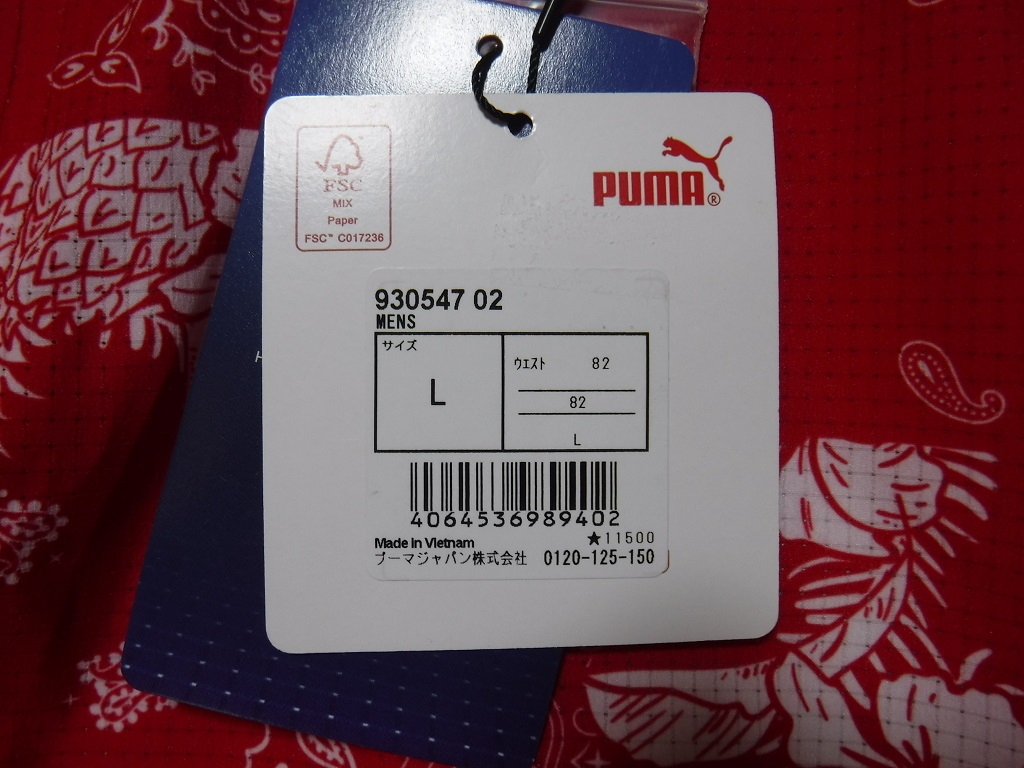 FSC
MIX
Paper
FSC™ C017236
PUMA®
930547 02
MENS
サイズ
L
ウエスト 82
82
L
4064536989402
★11500
Made in Vietnam
プーマジャパン株式会社 0120-125-150
H